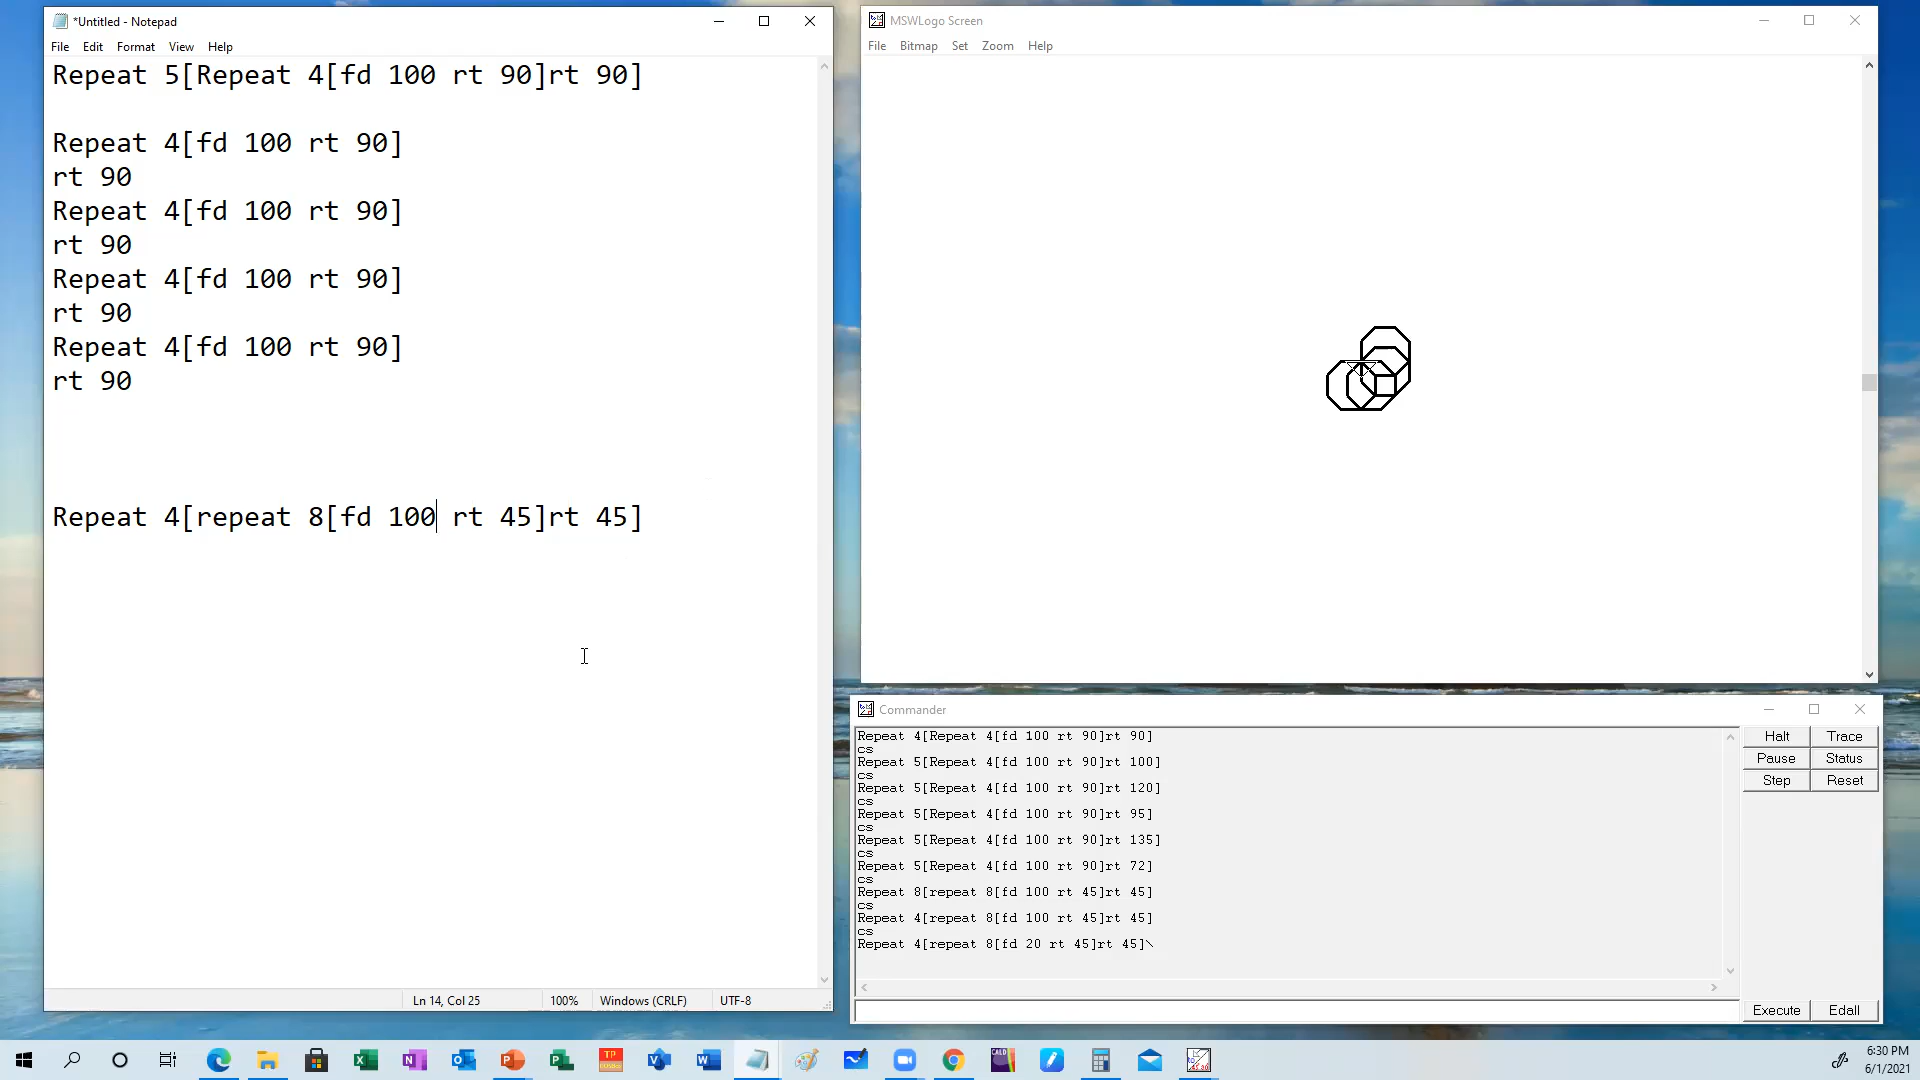 *Untitled - Notepad
File Edit Format View Help
Repeat 5[Repeat 4[fd 100 rt 90]rt 90]
Repeat 4[fd 100 rt 90]
rt 90
Repeat 4[fd 100 rt 90]
rt 90
Repeat 4[fd 100 rt 90]
rt 90
Repeat 4[fd 100 rt 90]
rt 90
Repeat 4[repeat 8[fd 100 rt 45]rt 45]
Ln 14, Col 25 100% Windows (CRLF) UTF-8
MSWLogo Screen
File Bitmap Set Zoom Help
Commander
Repeat 4[Repeat 4[fd 100 rt 90]rt 90]
cs
Repeat 5[Repeat 4[fd 100 rt 90]rt 100]
cs
Repeat 5[Repeat 4[fd 100 rt 90]rt 120]
cs
Repeat 5[Repeat 4[fd 100 rt 90]rt 95]
cs
Repeat 5[Repeat 4[fd 100 rt 90]rt 135]
cs
Repeat 5[Repeat 4[fd 100 rt 90]rt 72]
cs
Repeat 8[repeat 8[fd 100 rt 45]rt 45]
cs
Repeat 4[repeat 8[fd 100 rt 45]rt 45]
cs
Repeat 4[repeat 8[fd 20 rt 45]rt 45]\
Halt Trace
Pause Status
Step Reset
Execute Edall
6:30 PM
6/1/2021